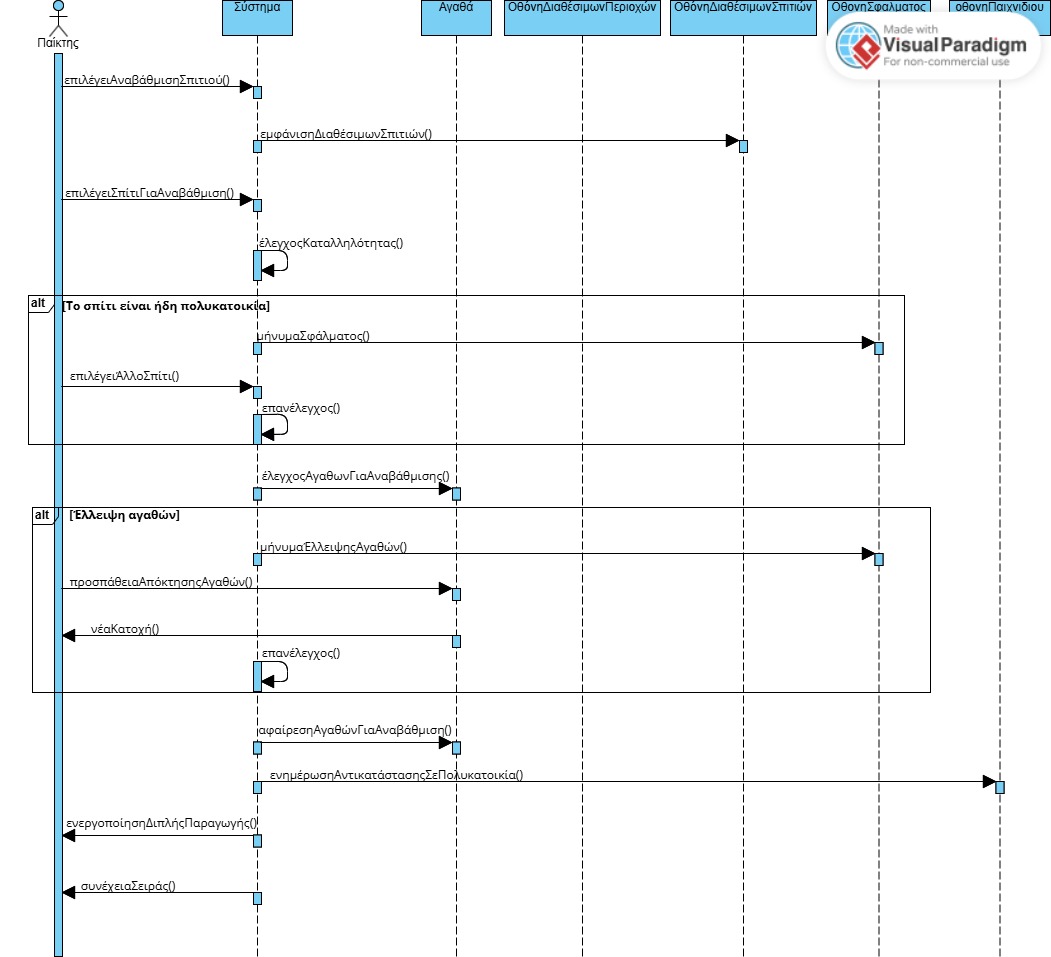 Παίκτης
Σύστημα
Αγαθά
ΟθόνηΔιαθέσιμωνΠεριοχών
ΟθόνηΔιαθέσιμωνΣπιτιών
ΟθονηΣφαλματος
οθονηΠαιχνιδιου
Made with
VisualParadigm
For non-commercial use
επιλέγειΑναβάθμισηΣπιτιού()
εμφάνισηΔιαθέσιμωνΣπιτιών()
επιλέγειΣπίτιΓιαΑναβάθμιση()
έλεγχοςΚαταλληλότητας()
alt
[Το σπίτι είναι ήδη πολυκατοικία]
μήνυμαΣφάλματος()
επιλέγειΆλλοΣπίτι()
επανέλεγχος()
έλεγχοςΑγαθωνΓιαΑναβάθμισης()
alt
[Έλλειψη αγαθών]
μήνυμαΈλλειψηςΑγαθών()
προσπάθειαΑπόκτησηςΑγαθών()
νέαΚατοχή()
επανέλεγχος()
αφαίρεσηΑγαθώνΓιαΑναβάθμιση()
ενημέρωσηΑντικατάστασηςΣεΠολυκατοικία()
ενεργοποίησηΔιπλήςΠαραγωγής()
συνέχειαΣειράς()